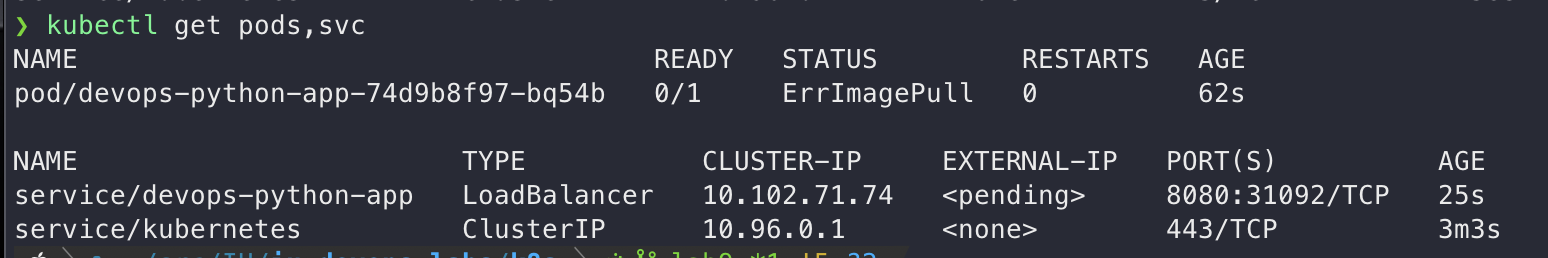 ❯ kubectl get pods,svc
NAME READY STATUS RESTARTS AGE
pod/devops-python-app-74d9b8f97-bq54b 0/1 ErrImagePull 0 62s
NAME TYPE CLUSTER-IP EXTERNAL-IP PORT(S) AGE
service/devops-python-app LoadBalancer 10.102.71.74 <pending> 8080:31092/TCP 25s
service/kubernetes ClusterIP 10.96.0.1 <none> 443/TCP 3m3s